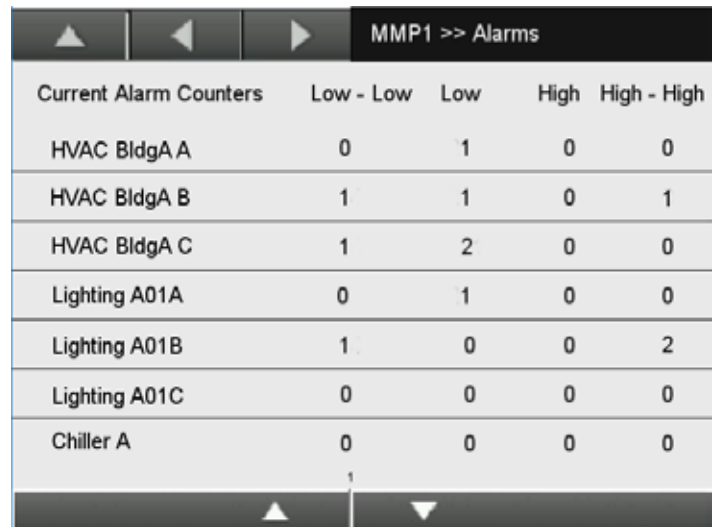 MMP1 >> Alarms
Current Alarm Counters Low - Low Low High High - High
HVAC BldgA A 0 1 0 0
HVAC BldgA B 1 1 0 1
HVAC BldgA C 1 2 0 0
Lighting A01A 0 1 0 0
Lighting A01B 1 0 0 2
Lighting A01C 0 0 0 0
Chiller A 0 0 0 0
1